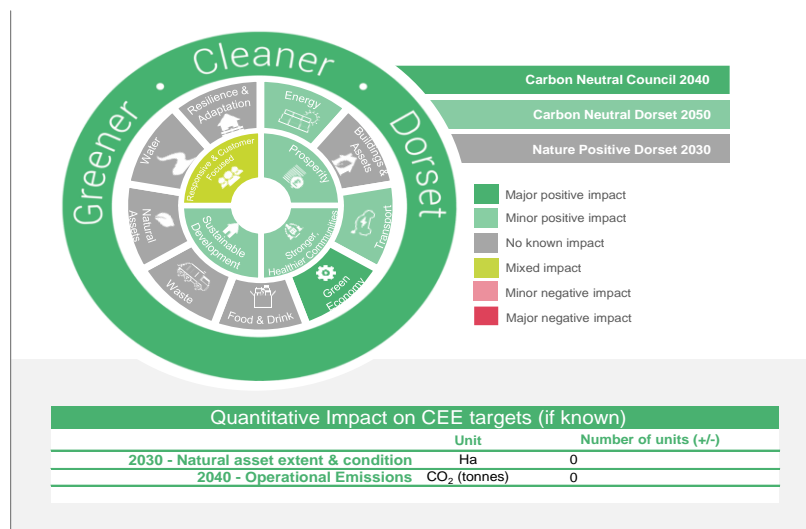 Greener • Cleaner • Dorset
Carbon Neutral Council 2040
Carbon Neutral Dorset 2050
Nature Positive Dorset 2030
Resilience &
Adaptation
Energy
Buildings &
Assets
Transport
Green
Economy
Food & Drink
Waste
Natural
Assets
Water
Responsive & Customer
Focused
Prosperity
Stronger,
Healthier Communities
Sustainable
Development
Major positive impact
Minor positive impact
No known impact
Mixed impact
Minor negative impact
Major negative impact
Quantitative Impact on CEE targets (if known)
Unit Number of units (+/-)
2030 - Natural asset extent & condition Ha 0
2040 - Operational Emissions CO₂ (tonnes) 0